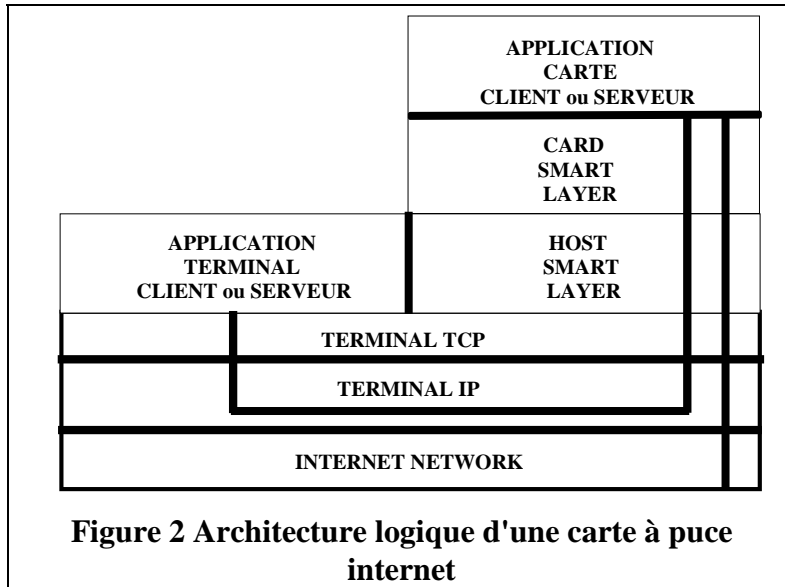 APPLICATION
CARTE
CLIENT ou SERVEUR
CARD
SMART
LAYER
APPLICATION
TERMINAL
CLIENT ou SERVEUR
HOST
SMART
LAYER
TERMINAL TCP
TERMINAL IP
INTERNET NETWORK
Figure 2 Architecture logique d'une carte à puce
internet